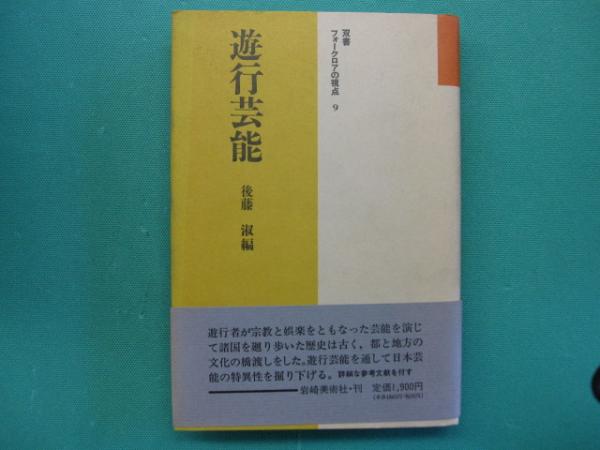 双書
フォークロアの視点 9
遊行芸能
後藤 淑編
遊行者が宗教と娯楽をともなった芸能を演じ
て諸国を廻り歩いた歴史は古く、都と地方の
文化の橋渡しをした。遊行芸能を通して日本芸
能の特異性を掘り下げる。詳細な参考文献を付す
岩崎美術社・刊 定価1,900円